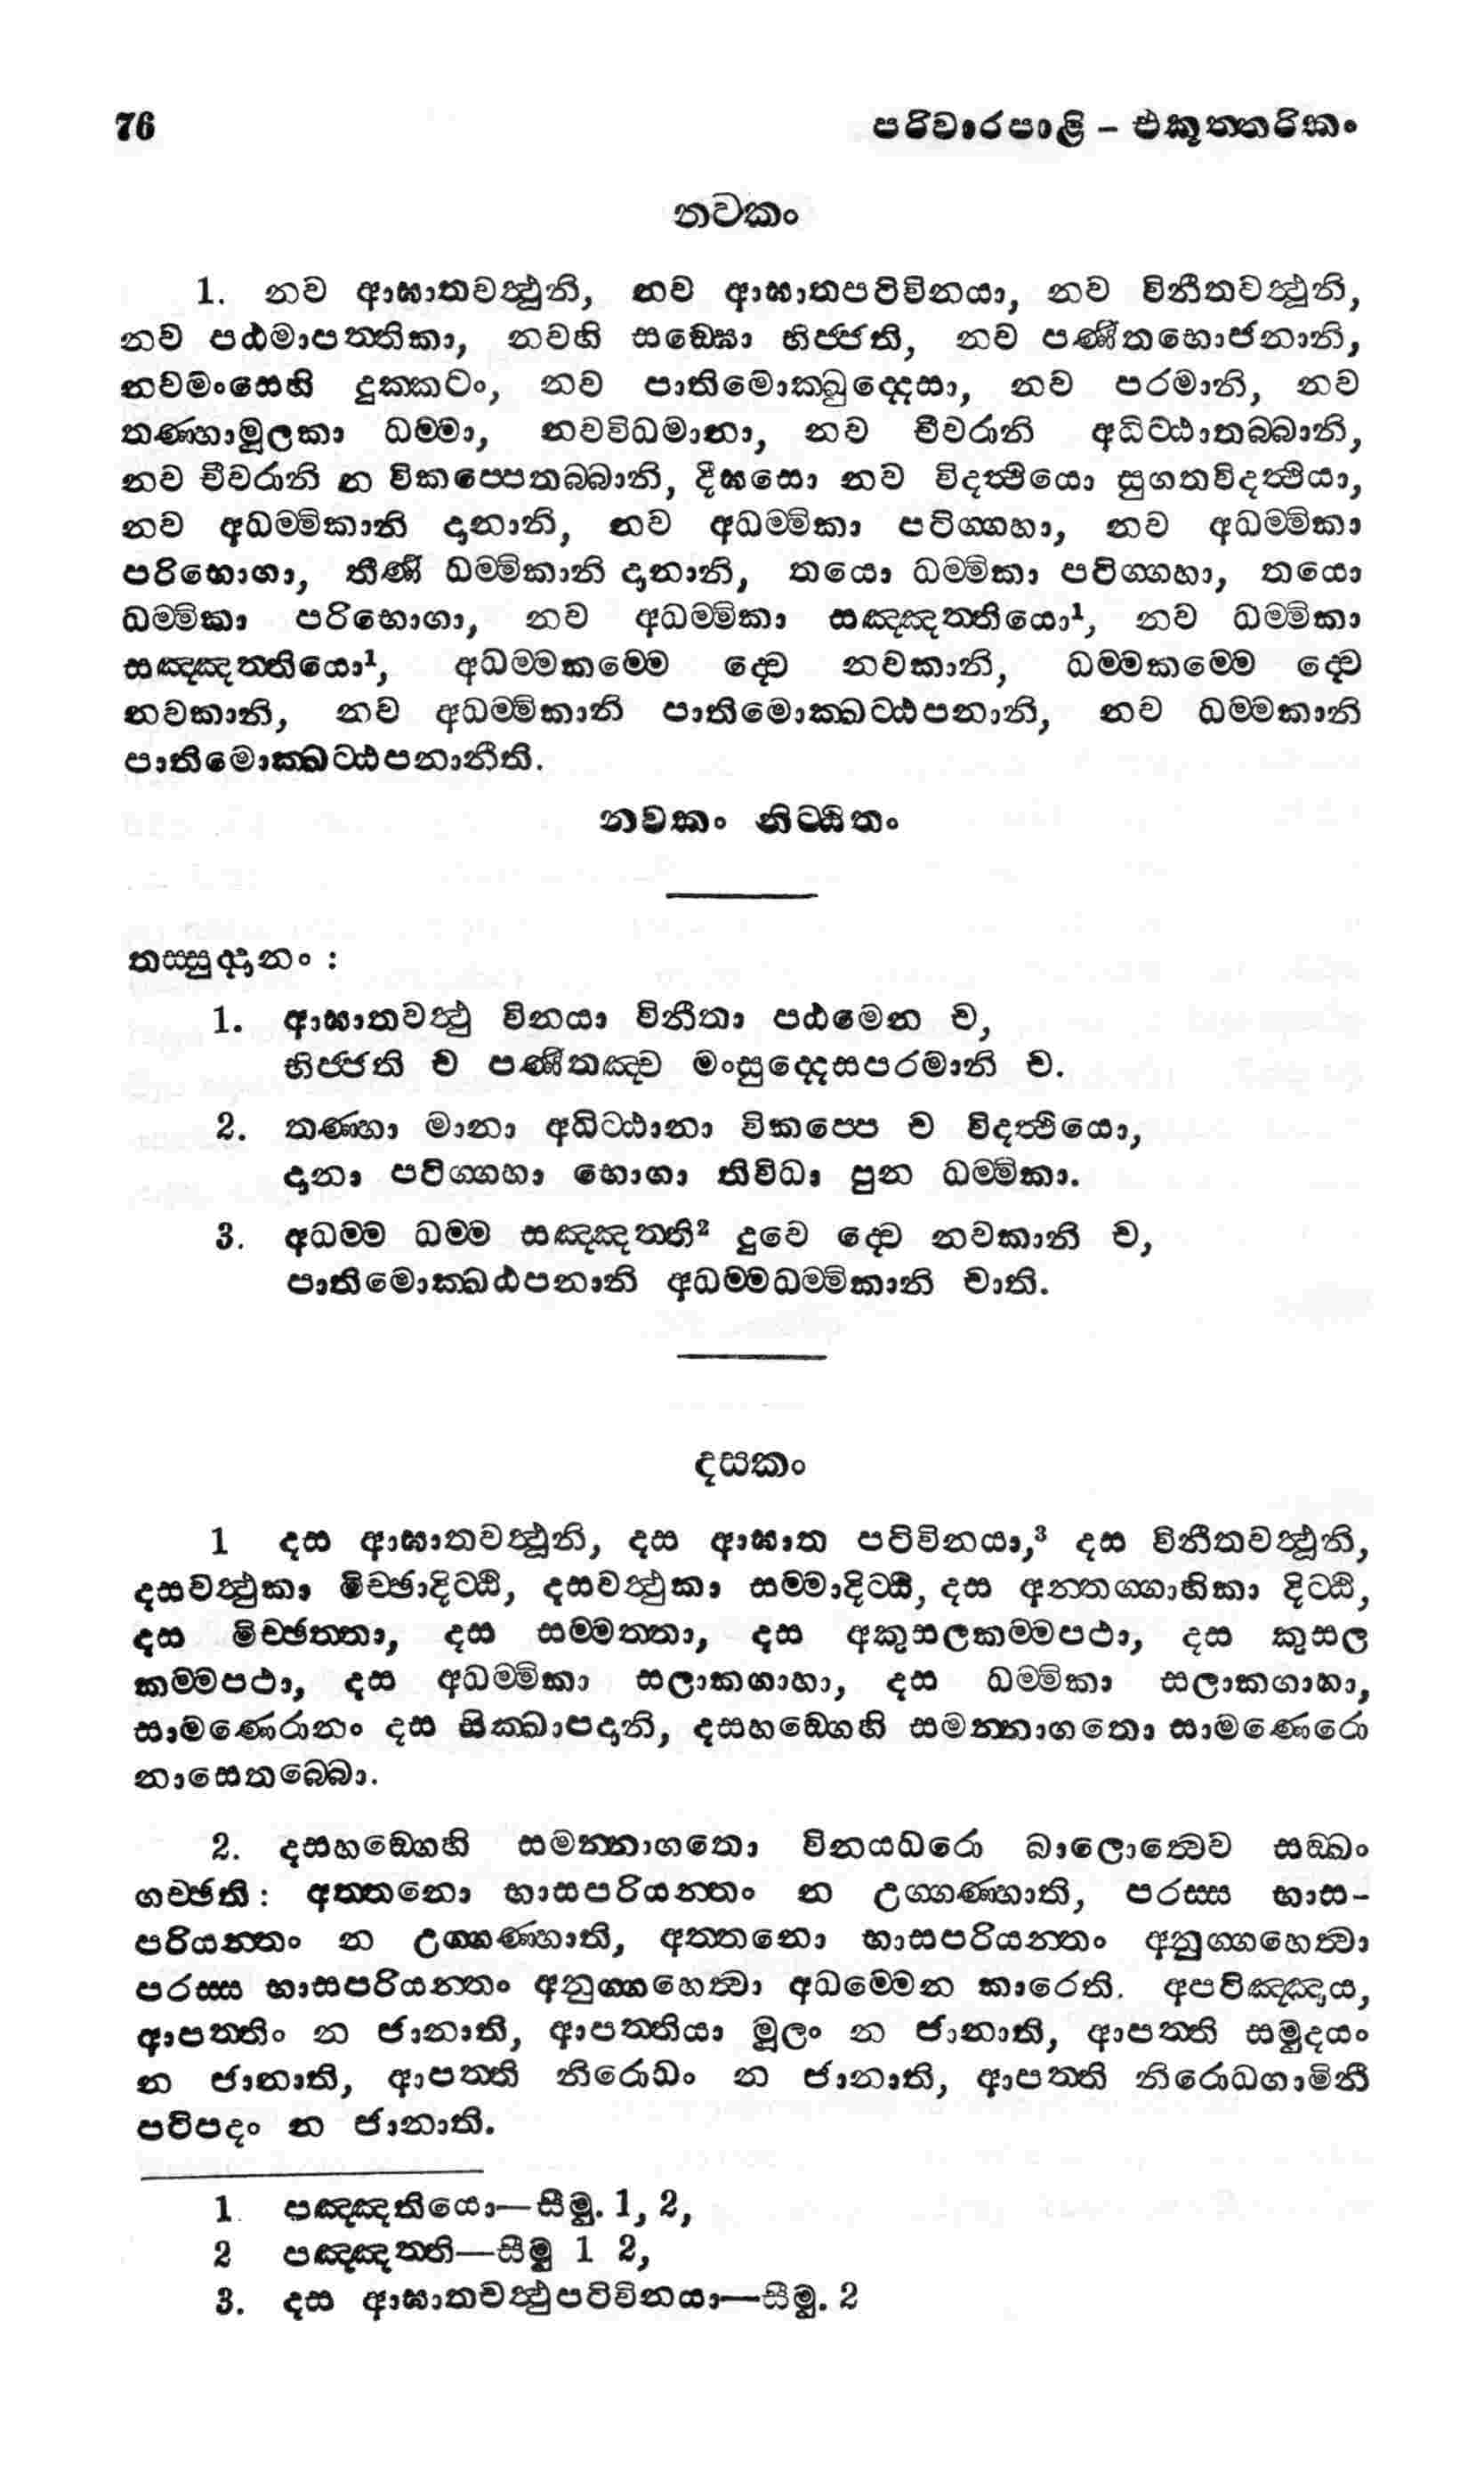 76 පරිවාරපාළි – එකුත්තරිකං
නවකං
1. නව ආඝාතවත්ථූනි, නව ආඝාතපටිවිනයා, නව විනීතවත්ථූනි,
නව පඨමාපත්තිකා, නවහි සඞ්ඝො භිජ්ජති, නව පණීතභොජනානි,
නවමංසෙහි දුක්කටං, නව පාතිමොක්ඛුද්දෙසා, නව පරමානි, නව
තණ්හාමූලකා ධම්මා, නවවිධමානා, නව චීවරානි අධිට්ඨාතබ්බානි,
නව චීවරානි න විකප්පෙතබ්බානි, දීඝසො නව විදත්ථියො සුගතවිදත්ථියා,
නව අධම්මිකානි දානානි, නව අධම්මිකා පටිග්ගහා, නව අධම්මිකා
පරිභොගා, තීණි ධම්මිකානි දානානි, තයො ධම්මිකා පටිග්ගහා, තයො
ධම්මිකා පරිභොගා, නව අධම්මිකා සඤ්ඤත්තියො¹, නව ධම්මිකා
සඤ්ඤත්තියො¹, අධම්මකම්මෙ ද්වෙ නවකානි, ධම්මකම්මෙ ද්වෙ
නවකානි, නව අධම්මිකානි පාතිමොක්ඛට්ඨපනානි, නව ධම්මකානි
පාතිමොක්ඛට්ඨපනානීති.
නවකං නිට්ඨිතං
තස්සුද්දානං :
1. ආඝාතවත්ථු විනයා විනීතා පඨමෙන ච,
භිජ්ජති ච පණීතඤ්ච මංසුද්දෙසපරමානි ච.
2. තණ්හා මානා අධිට්ඨානා විකප්පෙ ච විදත්ථියො,
දානා පටිග්ගහා භොගා තිවිධා පුන ධම්මිකා.
3. අධම්ම ධම්ම සඤ්ඤත්ති² දුවෙ ද්වෙ නවකානි ච,
පාතිමොක්ඛඨපනානි අධම්මධම්මිකානි චාති.
දසකං
1 දස ආඝාතවත්ථූනි, දස ආඝාත පටිවිනයා,³ දස විනීතවත්ථූනි,
දසවත්ථුකා මිච්ඡාදිට්ඨි, දසවත්ථුකා සම්මාදිට්ඨි, දස අන්තග්ගාහිකා දිට්ඨි,
දස මිච්ඡත්තා, දස සම්මත්තා, දස අකුසලකම්මපථා, දස කුසල
කම්මපථා, දස අධම්මිකා සලාකගාහා, දස ධම්මිකා සලාකගාහා,
සාමණෙරානං දස සික්ඛාපදානි, දසහඞ්ගෙහි සමන්නාගතො සාමණෙරො
නාසෙතබ්බො.
2. දසහඞ්ගෙහි සමන්නාගතො විනයධරො බාලොත්වෙව සඞ්ඛං
ගච්ඡති: අත්තනො භාසපරියන්තං න උග්ගණ්හාති, පරස්ස භාස-
පරියන්තං න උග්ගණ්හාති, අත්තනො භාසපරියන්තං අනුග්ගහෙත්වා
පරස්ස භාසපරියන්තං අනුග්ගහෙත්වා අධම්මෙන කාරෙති. අපටිඤ්ඤාය,
ආපත්තිං න ජානාති, ආපත්තියා මූලං න ජානාති, ආපත්ති සමුදයං
න ජානාති, ආපත්ති නිරොධං න ජානාති, ආපත්ති නිරොධගාමිනී
පටිපදං න ජානාති.
1. පඤ්ඤතියො—සීමු. 1, 2,
2 පඤ්ඤත්ති—සීමු 1 2,
3. දස ආඝාතවත්ථුපටිවිනයා—සීමු. 2